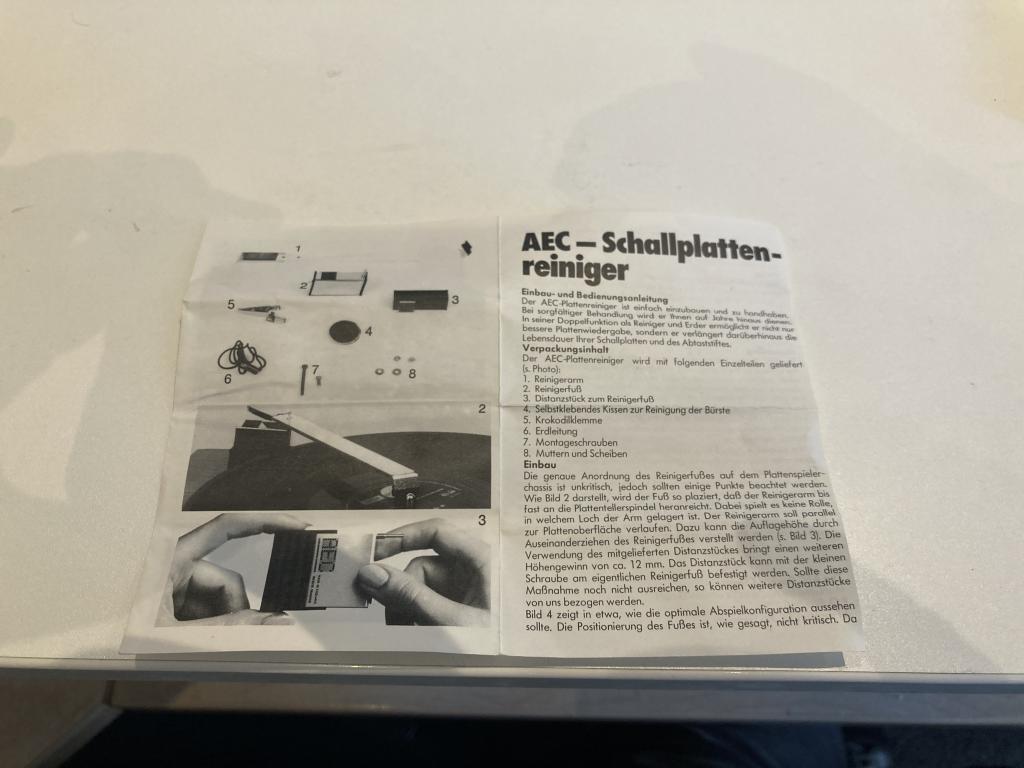 1
2
3
4
5
6
7
8
2
3
AEC
AEC – Schallplatten-
reiniger
Einbau- und Bedienungsanleitung
Der AEC-Plattenreiniger ist einfach einzubauen und zu handhaben.
Bei sorgfältiger Behandlung wird er Ihnen auf Jahre hinaus dienen.
In seiner Doppelfunktion als Reiniger und Erder ermöglicht er nicht nur
bessere Plattenwiedergabe, sondern er verlängert darüberhinaus die
Lebensdauer Ihrer Schallplatten und des Abtaststiftes.
Verpackungsinhalt
Der AEC-Plattenreiniger wird mit folgenden Einzelteilen geliefert
(s. Photo):
1. Reinigerarm
2. Reinigerfuß
3. Distanzstück zum Reinigerfuß
4. Selbstklebendes Kissen zur Reinigung der Bürste
5. Krokodilklemme
6. Erdleitung
7. Montageschrauben
8. Muttern und Scheiben
Einbau
Die genaue Anordnung des Reinigerfußes auf dem Plattenspieler-
chassis ist unkritisch, jedoch sollten einige Punkte beachtet werden.
Wie Bild 2 darstellt, wird der Fuß so plaziert, daß der Reinigerarm bis
fast an die Plattentellerspindel heranreicht. Dabei spielt es keine Rolle,
in welchem Loch der Arm gelagert ist. Der Reinigerarm soll parallel
zur Plattenoberfläche verlaufen. Dazu kann die Auflagehöhe durch
Auseinanderziehen des Reinigerfußes verstellt werden (s. Bild 3). Die
Verwendung des mitgelieferten Distanzstückes bringt einen weiteren
Höhengewinn von ca. 12 mm. Das Distanzstück kann mit der kleinen
Schraube am eigentlichen Reinigerfuß befestigt werden. Sollte diese
Maßnahme noch nicht ausreichen, so können weitere Distanzstücke
von uns bezogen werden.
Bild 4 zeigt in etwa, wie die optimale Abspielkonfiguration aussehen
sollte. Die Positionierung des Fußes ist, wie gesagt, nicht kritisch. Da